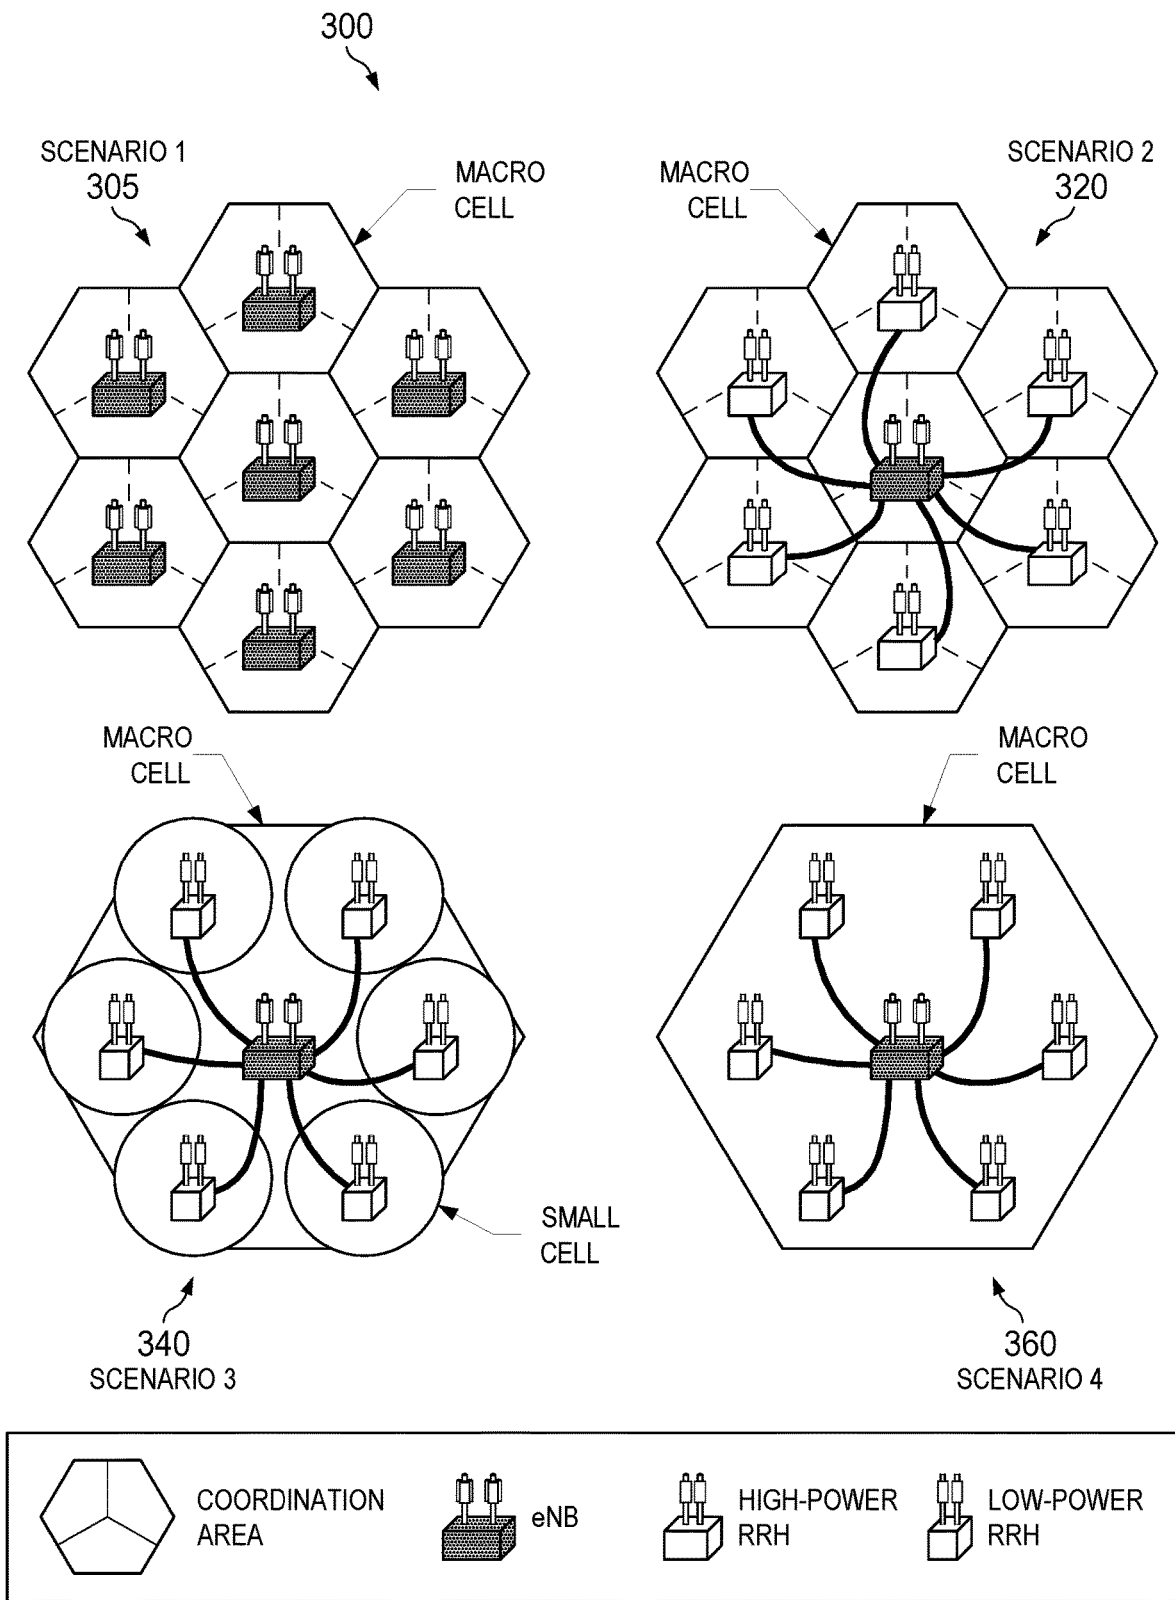 300
SCENARIO 1
305
MACRO
CELL
MACRO
CELL
SCENARIO 2
320
MACRO
CELL
MACRO
CELL
SMALL
CELL
340
SCENARIO 3
360
SCENARIO 4
COORDINATION
AREA
eNB
HIGH-POWER
RRH
LOW-POWER
RRH